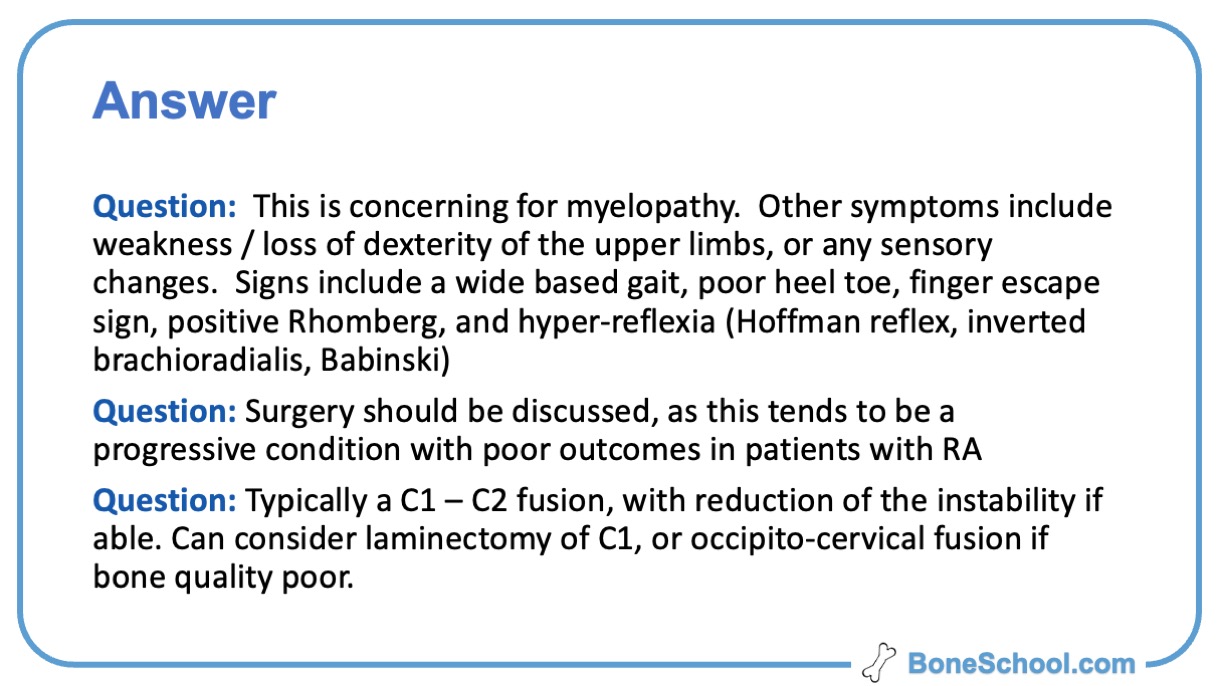 Answer
Question:  This is concerning for myelopathy.  Other symptoms include
weakness / loss of dexterity of the upper limbs, or any sensory
changes.  Signs include a wide based gait, poor heel toe, finger escape
sign, positive Rhomberg, and hyper-reflexia (Hoffman reflex, inverted
brachioradialis, Babinski)
Question: Surgery should be discussed, as this tends to be a
progressive condition with poor outcomes in patients with RA
Question: Typically a C1 – C2 fusion, with reduction of the instability if
able. Can consider laminectomy of C1, or occipito-cervical fusion if
bone quality poor.
BoneSchool.com